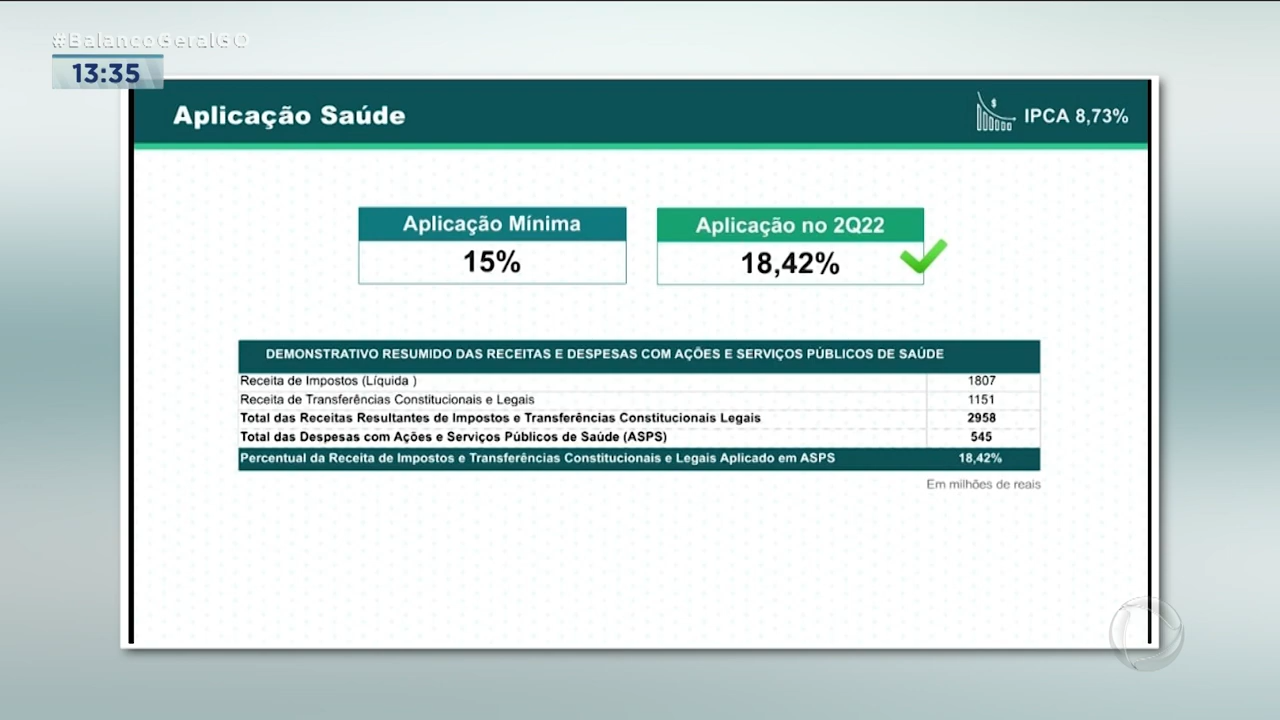 #BalançoGeralGO
13:35
Aplicação Saúde
$
IPCA 8,73%
Aplicação Mínima
15%
Aplicação no 2Q22
18,42%
DEMONSTRATIVO RESUMIDO DAS RECEITAS E DESPESAS COM AÇÕES E SERVIÇOS PÚBLICOS DE SAÚDE
Receita de Impostos (Líquida ) 1807
Receita de Transferências Constitucionais e Legais 1151
Total das Receitas Resultantes de Impostos e Transferências Constitucionais Legais 2958
Total das Despesas com Ações e Serviços Públicos de Saúde (ASPS) 545
Percentual da Receita de Impostos e Transferências Constitucionais e Legais Aplicado em ASPS 18,42%
Em milhões de reais